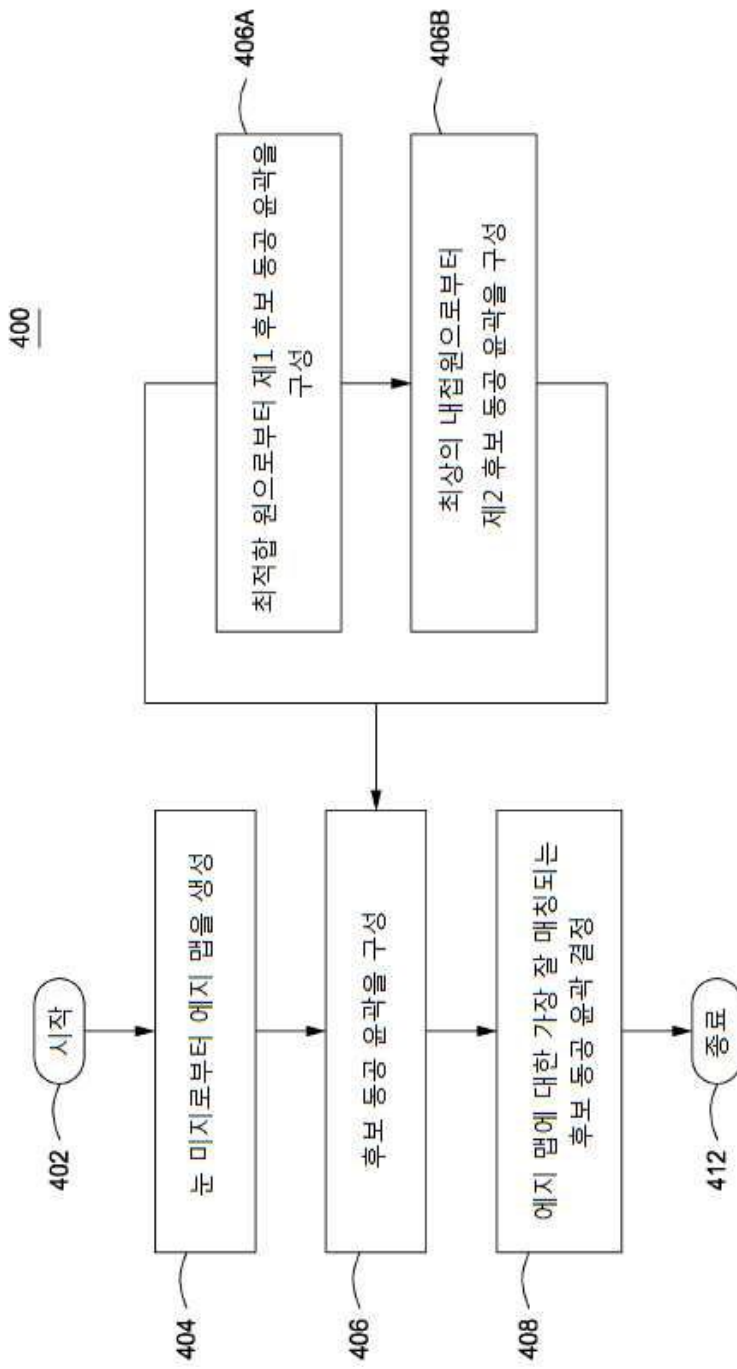 400
402
시작
404
눈 미지로부터 에지 맵을 생성
406
후보 동공 윤곽을 구성
408
에지 맵에 대한 가장 잘 매칭되는
후보 동공 윤곽 결정
412
종료
406A
최적합 원으로부터 제1 후보 동공 윤곽을
구성
406B
최상의 내접원으로부터
제2 후보 동공 윤곽을 구성